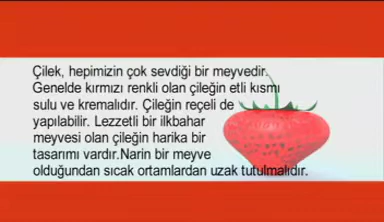 Çilek, hepimizin çok sevdiği bir meyvedir.
Genelde kırmızı renkli olan çileğin etli kısmı
sulu ve kremalıdır. Çileğin reçeli de
yapılabilir. Lezzetli bir ilkbahar
meyvesi olan çileğin harika bir
tasarımı vardır.Narin bir meyve
olduğundan sıcak ortamlardan uzak tutulmalıdır.